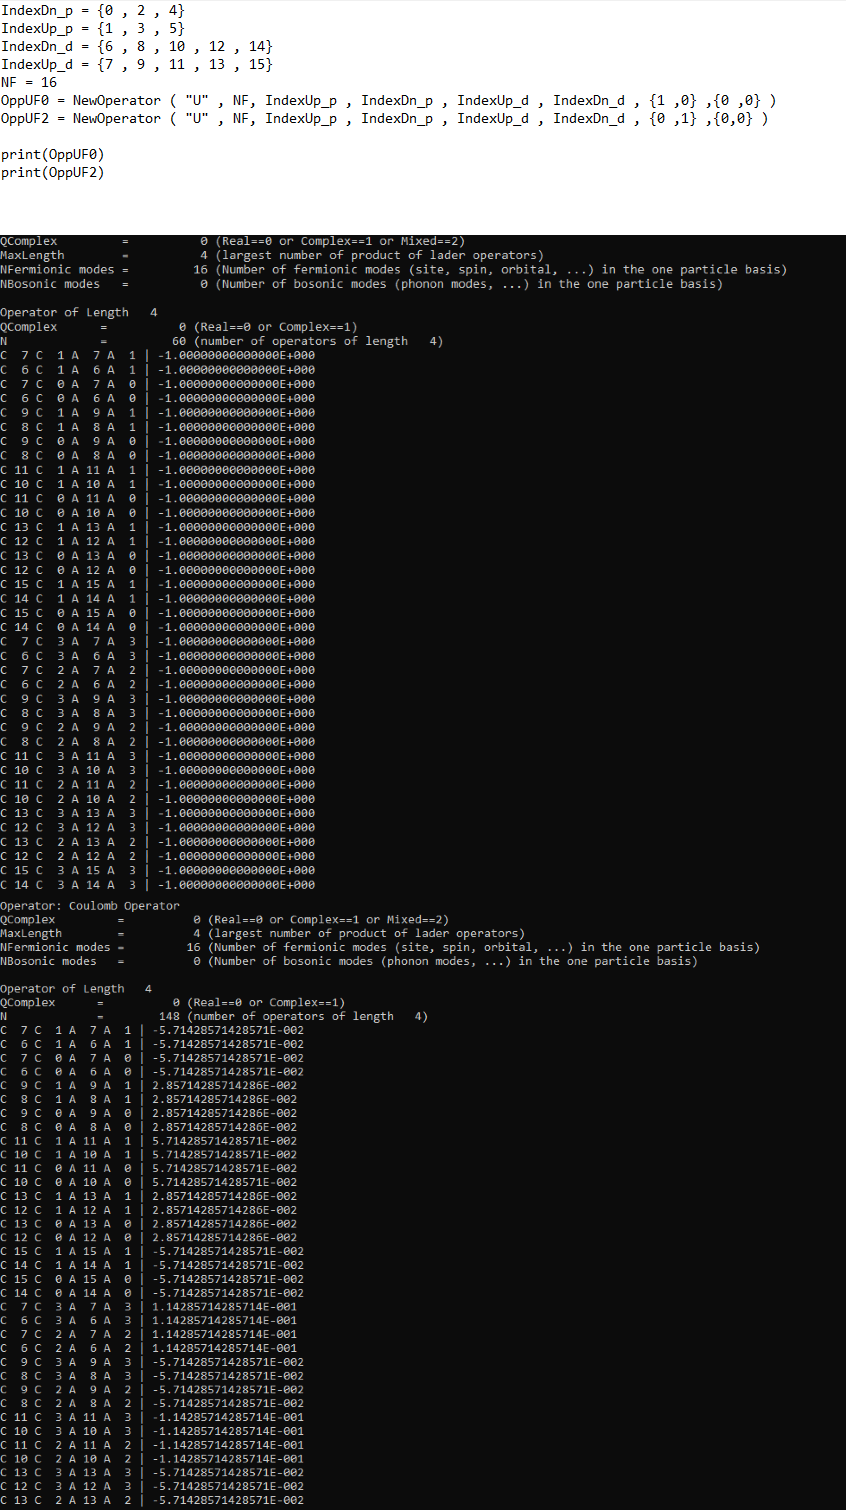 IndexDn_p = {0 , 2 , 4}
IndexUp_p = {1 , 3 , 5}
IndexDn_d = {6 , 8 , 10 , 12 , 14}
IndexUp_d = {7 , 9 , 11 , 13 , 15}
NF = 16
OppUF0 = NewOperator ( "U" , NF, IndexUp_p , IndexDn_p , IndexUp_d , IndexDn_d , {1 ,0} ,{0 ,0} )
OppUF2 = NewOperator ( "U" , NF, IndexUp_p , IndexDn_p , IndexUp_d , IndexDn_d , {0 ,1} ,{0,0} )
print(OppUF0)
print(OppUF2)
QComplex = 0 (Real==0 or Complex==1 or Mixed==2)
MaxLength = 4 (largest number of product of lader operators)
NFermionic modes = 16 (Number of fermionic modes (site, spin, orbital, ...) in the one particle basis)
NBosonic modes = 0 (Number of bosonic modes (phonon modes, ...) in the one particle basis)
Operator of Length 4
QComplex = 0 (Real==0 or Complex==1)
N = 60 (number of operators of length 4)
C 7 C 1 A 7 A 1 | -1.00000000000000E+000
C 6 C 1 A 6 A 1 | -1.00000000000000E+000
C 7 C 0 A 7 A 0 | -1.00000000000000E+000
C 6 C 0 A 6 A 0 | -1.00000000000000E+000
C 9 C 1 A 9 A 1 | -1.00000000000000E+000
C 8 C 1 A 8 A 1 | -1.00000000000000E+000
C 9 C 0 A 9 A 0 | -1.00000000000000E+000
C 8 C 0 A 8 A 0 | -1.00000000000000E+000
C 11 C 1 A 11 A 1 | -1.00000000000000E+000
C 10 C 1 A 10 A 1 | -1.00000000000000E+000
C 11 C 0 A 11 A 0 | -1.00000000000000E+000
C 10 C 0 A 10 A 0 | -1.00000000000000E+000
C 13 C 1 A 13 A 1 | -1.00000000000000E+000
C 12 C 1 A 12 A 1 | -1.00000000000000E+000
C 13 C 0 A 13 A 0 | -1.00000000000000E+000
C 12 C 0 A 12 A 0 | -1.00000000000000E+000
C 15 C 1 A 15 A 1 | -1.00000000000000E+000
C 14 C 1 A 14 A 1 | -1.00000000000000E+000
C 15 C 0 A 15 A 0 | -1.00000000000000E+000
C 14 C 0 A 14 A 0 | -1.00000000000000E+000
C 7 C 3 A 7 A 3 | -1.00000000000000E+000
C 6 C 3 A 6 A 3 | -1.00000000000000E+000
C 7 C 2 A 7 A 2 | -1.00000000000000E+000
C 6 C 2 A 6 A 2 | -1.00000000000000E+000
C 9 C 3 A 9 A 3 | -1.00000000000000E+000
C 8 C 3 A 8 A 3 | -1.00000000000000E+000
C 9 C 2 A 9 A 2 | -1.00000000000000E+000
C 8 C 2 A 8 A 2 | -1.00000000000000E+000
C 11 C 3 A 11 A 3 | -1.00000000000000E+000
C 10 C 3 A 10 A 3 | -1.00000000000000E+000
C 11 C 2 A 11 A 2 | -1.00000000000000E+000
C 10 C 2 A 10 A 2 | -1.00000000000000E+000
C 13 C 3 A 13 A 3 | -1.00000000000000E+000
C 12 C 3 A 12 A 3 | -1.00000000000000E+000
C 13 C 2 A 13 A 2 | -1.00000000000000E+000
C 12 C 2 A 12 A 2 | -1.00000000000000E+000
C 15 C 3 A 15 A 3 | -1.00000000000000E+000
C 14 C 3 A 14 A 3 | -1.00000000000000E+000
Operator: Coulomb Operator
QComplex = 0 (Real==0 or Complex==1 or Mixed==2)
MaxLength = 4 (largest number of product of lader operators)
NFermionic modes = 16 (Number of fermionic modes (site, spin, orbital, ...) in the one particle basis)
NBosonic modes = 0 (Number of bosonic modes (phonon modes, ...) in the one particle basis)
Operator of Length 4
QComplex = 0 (Real==0 or Complex==1)
N = 148 (number of operators of length 4)
C 7 C 1 A 7 A 1 | -5.71428571428571E-002
C 6 C 1 A 6 A 1 | -5.71428571428571E-002
C 7 C 0 A 7 A 0 | -5.71428571428571E-002
C 6 C 0 A 6 A 0 | -5.71428571428571E-002
C 9 C 1 A 9 A 1 | 2.85714285714286E-002
C 8 C 1 A 8 A 1 | 2.85714285714286E-002
C 9 C 0 A 9 A 0 | 2.85714285714286E-002
C 8 C 0 A 8 A 0 | 2.85714285714286E-002
C 11 C 1 A 11 A 1 | 5.71428571428571E-002
C 10 C 1 A 10 A 1 | 5.71428571428571E-002
C 11 C 0 A 11 A 0 | 5.71428571428571E-002
C 10 C 0 A 10 A 0 | 5.71428571428571E-002
C 13 C 1 A 13 A 1 | 2.85714285714286E-002
C 12 C 1 A 12 A 1 | 2.85714285714286E-002
C 13 C 0 A 13 A 0 | 2.85714285714286E-002
C 12 C 0 A 12 A 0 | 2.85714285714286E-002
C 15 C 1 A 15 A 1 | -5.71428571428571E-002
C 14 C 1 A 14 A 1 | -5.71428571428571E-002
C 15 C 0 A 15 A 0 | -5.71428571428571E-002
C 14 C 0 A 14 A 0 | -5.71428571428571E-002
C 7 C 3 A 7 A 3 | 1.14285714285714E-001
C 6 C 3 A 6 A 3 | 1.14285714285714E-001
C 7 C 2 A 7 A 2 | 1.14285714285714E-001
C 6 C 2 A 6 A 2 | 1.14285714285714E-001
C 9 C 3 A 9 A 3 | -5.71428571428571E-002
C 8 C 3 A 8 A 3 | -5.71428571428571E-002
C 9 C 2 A 9 A 2 | -5.71428571428571E-002
C 8 C 2 A 8 A 2 | -5.71428571428571E-002
C 11 C 3 A 11 A 3 | -1.14285714285714E-001
C 10 C 3 A 10 A 3 | -1.14285714285714E-001
C 11 C 2 A 11 A 2 | -1.14285714285714E-001
C 10 C 2 A 10 A 2 | -1.14285714285714E-001
C 13 C 3 A 13 A 3 | -5.71428571428571E-002
C 12 C 3 A 12 A 3 | -5.71428571428571E-002
C 13 C 2 A 13 A 2 | -5.71428571428571E-002